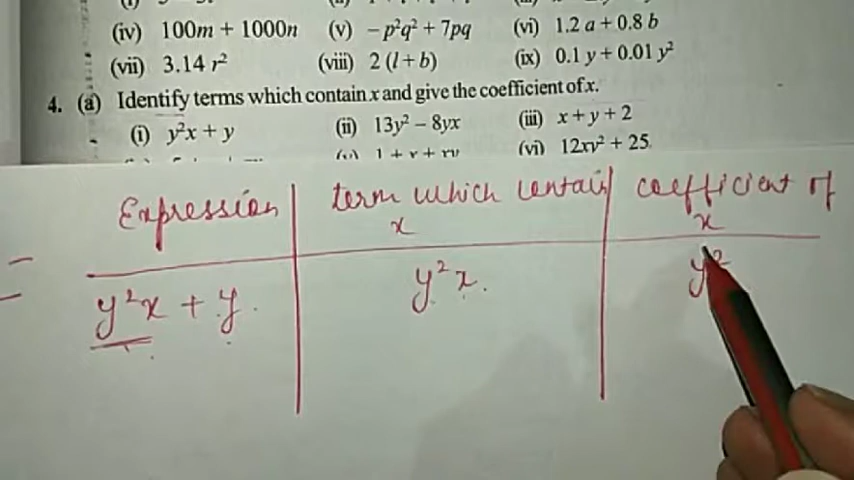 (iv) 100m + 1000n (v) −p²q² + 7pq (vi) 1.2 a + 0.8 b
(vii) 3.14 r² (viii) 2 (l + b) (ix) 0.1 y + 0.01 y²
4. (a) Identify terms which contain x and give the coefficient of x.
(i) y²x + y (ii) 13y² − 8yx (iii) x + y + 2
(vi) 12xy² + 25
Expression term which contain x coefficient of x
y²x + y. y²x. y²